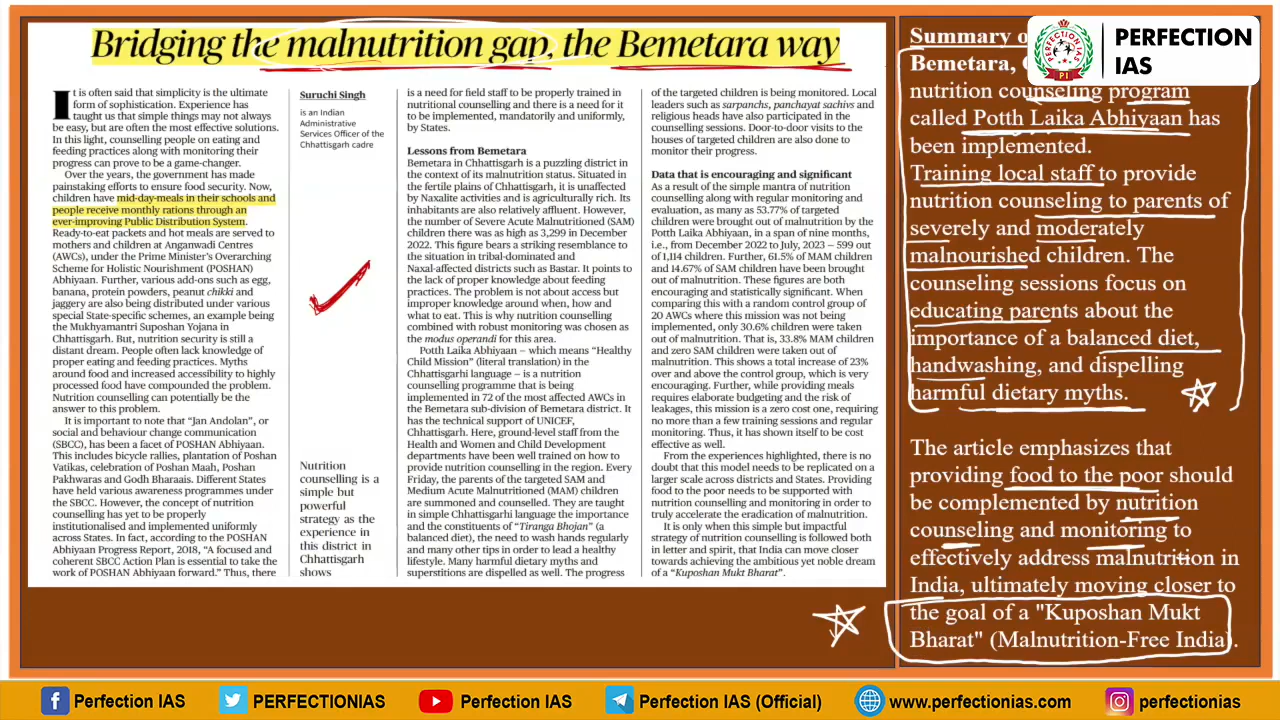 Bridging the malnutrition gap, the Bemetara way
It is often said that simplicity is the ultimate
form of sophistication. Experience has
taught us that simple things may not always
be easy, but are often the most effective solutions.
In this light, counselling people on eating and
feeding practices along with monitoring their
progress can prove to be a game-changer.
Over the years, the government has made
painstaking efforts to ensure food security. Now,
children have mid-day-meals in their schools and
people receive monthly rations through an
ever-improving Public Distribution System.
Ready-to-eat packets and hot meals are served to
mothers and children at Anganwadi Centres
(AWCs), under the Prime Minister's Overarching
Scheme for Holistic Nourishment (POSHAN)
Abhiyaan. Further, various add-ons such as egg,
banana, protein powders, peanut chikki and
jaggery are also being distributed under various
special State-specific schemes, an example being
the Mukhyamantri Suposhan Yojana in
Chhattisgarh. But, nutrition security is still a
distant dream. People often lack knowledge of
proper eating and feeding practices. Myths
around food and increased accessibility to highly
processed food have compounded the problem.
Nutrition counselling can potentially be the
answer to this problem.
It is important to note that "Jan Andolan", or
social and behaviour change communication
(SBCC), has been a facet of POSHAN Abhiyaan.
This includes bicycle rallies, plantation of Poshan
Vatikas, celebration of Poshan Maah, Poshan
Pakhwaras and Godh Bharaais. Different States
have held various awareness programmes under
the SBCC. However, the concept of nutrition
counselling has yet to be properly
institutionalised and implemented uniformly
across States. In fact, according to the POSHAN
Abhiyaan Progress Report, 2018, "A focused and
coherent SBCC Action Plan is essential to take the
work of POSHAN Abhiyaan forward." Thus, there
Suruchi Singh
is an Indian
Administrative
Services Officer of the
Chhattisgarh cadre
Nutrition
counselling is a
simple but
powerful
strategy as the
experience in
this district in
Chhattisgarh
shows
is a need for field staff to be properly trained in
nutritional counselling and there is a need for it
to be implemented, mandatorily and uniformly,
by States.
Lessons from Bemetara
Bemetara in Chhattisgarh is a puzzling district in
the context of its malnutrition status. Situated in
the fertile plains of Chhattisgarh, it is unaffected
by Naxalite activities and is agriculturally rich. Its
inhabitants are also relatively affluent. However,
the number of Severe Acute Malnutritioned (SAM)
children there was as high as 3,299 in December
2022. This figure bears a striking resemblance to
the situation in tribal-dominated and
Naxal-affected districts such as Bastar. It points to
the lack of proper knowledge about feeding
practices. The problem is not about access but
improper knowledge around when, how and
what to eat. This is why nutrition counselling
combined with robust monitoring was chosen as
the modus operandi for this area.
Potth Laika Abhiyaan – which means "Healthy
Child Mission" (literal translation) in the
Chhattisgarhi language – is a nutrition
counselling programme that is being
implemented in 72 of the most affected AWCs in
the Bemetara sub-division of Bemetara district. It
has the technical support of UNICEF,
Chhattisgarh. Here, ground-level staff from the
Health and Women and Child Development
departments have been well trained on how to
provide nutrition counselling in the region. Every
Friday, the parents of the targeted SAM and
Medium Acute Malnutritioned (MAM) children
are summoned and counselled. They are taught
in simple Chhattisgarhi language the importance
and the constituents of "Tiranga Bhojan" (a
balanced diet), the need to wash hands regularly
and many other tips in order to lead a healthy
lifestyle. Many harmful dietary myths and
superstitions are dispelled as well. The progress
of the targeted children is being monitored. Local
leaders such as sarpanchs, panchayat sachivs and
religious heads have also participated in the
counselling sessions. Door-to-door visits to the
houses of targeted children are also done to
monitor their progress.
Data that is encouraging and significant
As a result of the simple mantra of nutrition
counselling along with regular monitoring and
evaluation, as many as 53.77% of targeted
children were brought out of malnutrition by the
Potth Laika Abhiyaan, in a span of nine months,
i.e., from December 2022 to July, 2023 – 599 out
of 1,114 children. Further, 61.5% of MAM children
and 14.67% of SAM children have been brought
out of malnutrition. These figures are both
encouraging and statistically significant. When
comparing this with a random control group of
20 AWCs where this mission was not being
implemented, only 30.6% children were taken
out of malnutrition. That is, 33.8% MAM children
and zero SAM children were taken out of
malnutrition. This shows a total increase of 23%
over and above the control group, which is very
encouraging. Further, while providing meals
requires elaborate budgeting and the risk of
leakages, this mission is a zero cost one, requiring
no more than a few training sessions and regular
monitoring. Thus, it has shown itself to be cost
effective as well.
From the experiences highlighted, there is no
doubt that this model needs to be replicated on a
larger scale across districts and States. Providing
food to the poor needs to be supported with
nutrition counselling and monitoring in order to
truly accelerate the eradication of malnutrition.
It is only when this simple but impactful
strategy of nutrition counselling is followed both
in letter and spirit, that India can move closer
towards achieving the ambitious yet noble dream
of a "Kuposhan Mukt Bharat".
Summary o
Bemetara,
nutrition counseling program
called Potth Laika Abhiyaan has
been implemented.
Training local staff to provide
nutrition counseling to parents of
severely and moderately
malnourished children. The
counseling sessions focus on
educating parents about the
importance of a balanced diet,
handwashing, and dispelling
harmful dietary myths.
The article emphasizes that
providing food to the poor should
be complemented by nutrition
counseling and monitoring to
effectively address malnutrition in
India, ultimately moving closer to
the goal of a "Kuposhan Mukt
Bharat" (Malnutrition-Free India).
PERFECTION
IAS
Perfection IAS
PERFECTIONIAS
Perfection IAS
Perfection IAS (Official)
www.perfectionias.com
perfectionias